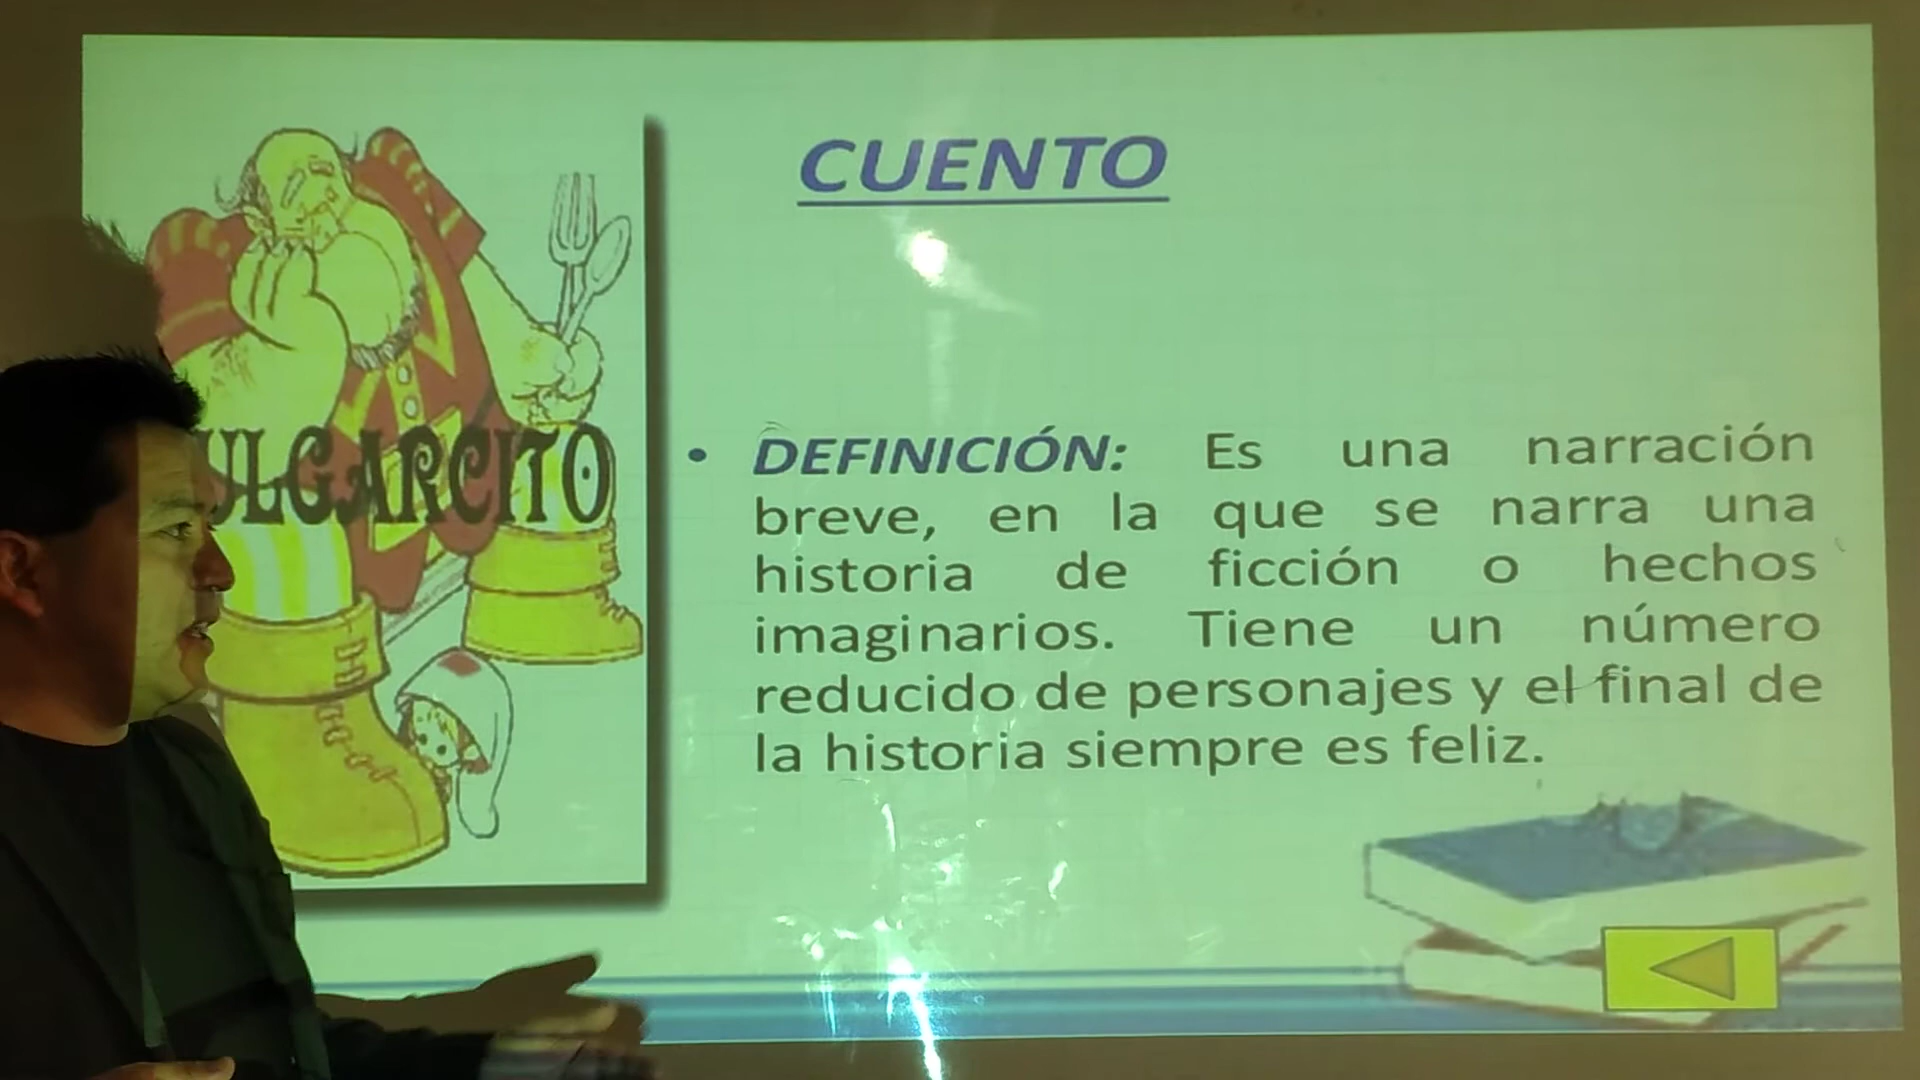 CUENTO
ULGARCITO
• DEFINICIÓN: Es una narración
breve, en la que se narra una
historia de ficción o hechos
imaginarios. Tiene un número
reducido de personajes y el final de
la historia siempre es feliz.